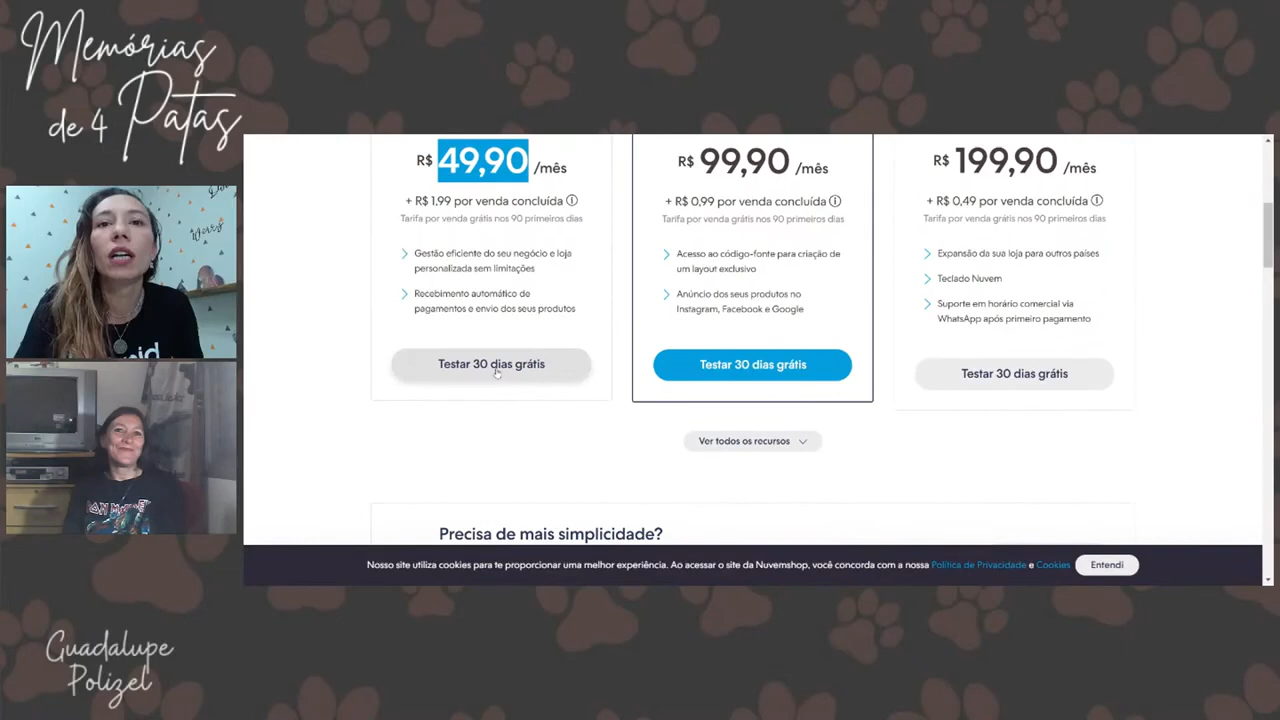 Memórias
de 4 Patas
R$ 49,90 /mês
+ R$ 1,99 por venda concluída
Tarifa por venda grátis nos 90 primeiros dias
Gestão eficiente do seu negócio e loja
personalizada sem limitações
Recebimento automático de
pagamentos e envio dos seus produtos
Testar 30 dias grátis
R$ 99,90 /mês
+ R$ 0,99 por venda concluída
Tarifa por venda grátis nos 90 primeiros dias
Acesso ao código-fonte para criação de
um layout exclusivo
Anúncio dos seus produtos no
Instagram, Facebook e Google
Testar 30 dias grátis
R$ 199,90 /mês
+ R$ 0,49 por venda concluída
Tarifa por venda grátis nos 90 primeiros dias
Expansão da sua loja para outros países
Teclado Nuvem
Suporte em horário comercial via
WhatsApp após primeiro pagamento
Testar 30 dias grátis
Ver todos os recursos
Precisa de mais simplicidade?
Nosso site utiliza cookies para te proporcionar uma melhor experiência. Ao acessar o site da Nuvemshop, você concorda com a nossa Política de Privacidade e Cookies
Entendi
Guadalupe
Polizel